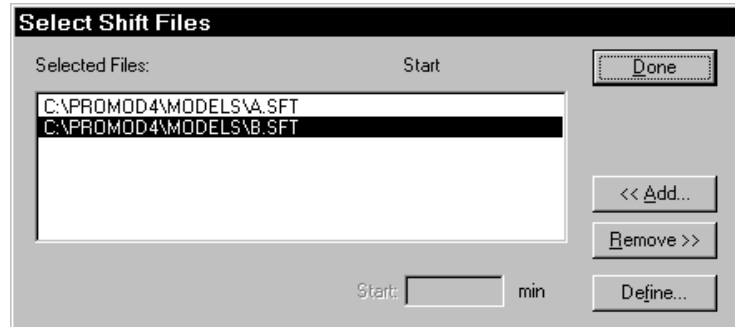 Select Shift Files
Selected Files: Start
Done
C:\PROMOD4\MODELS\A.SFT
C:\PROMOD4\MODELS\B.SFT
<< Add...
Remove >>
Start: min
Define...